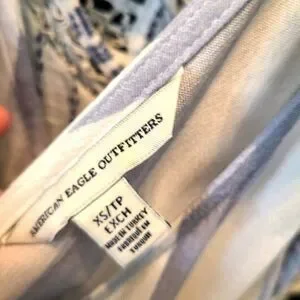 AMERICAN EAGLE OUTFITTERS
XS/TP
EXCH
MADE IN TURKEY
FABRIQUÉ EN
TURQUIE